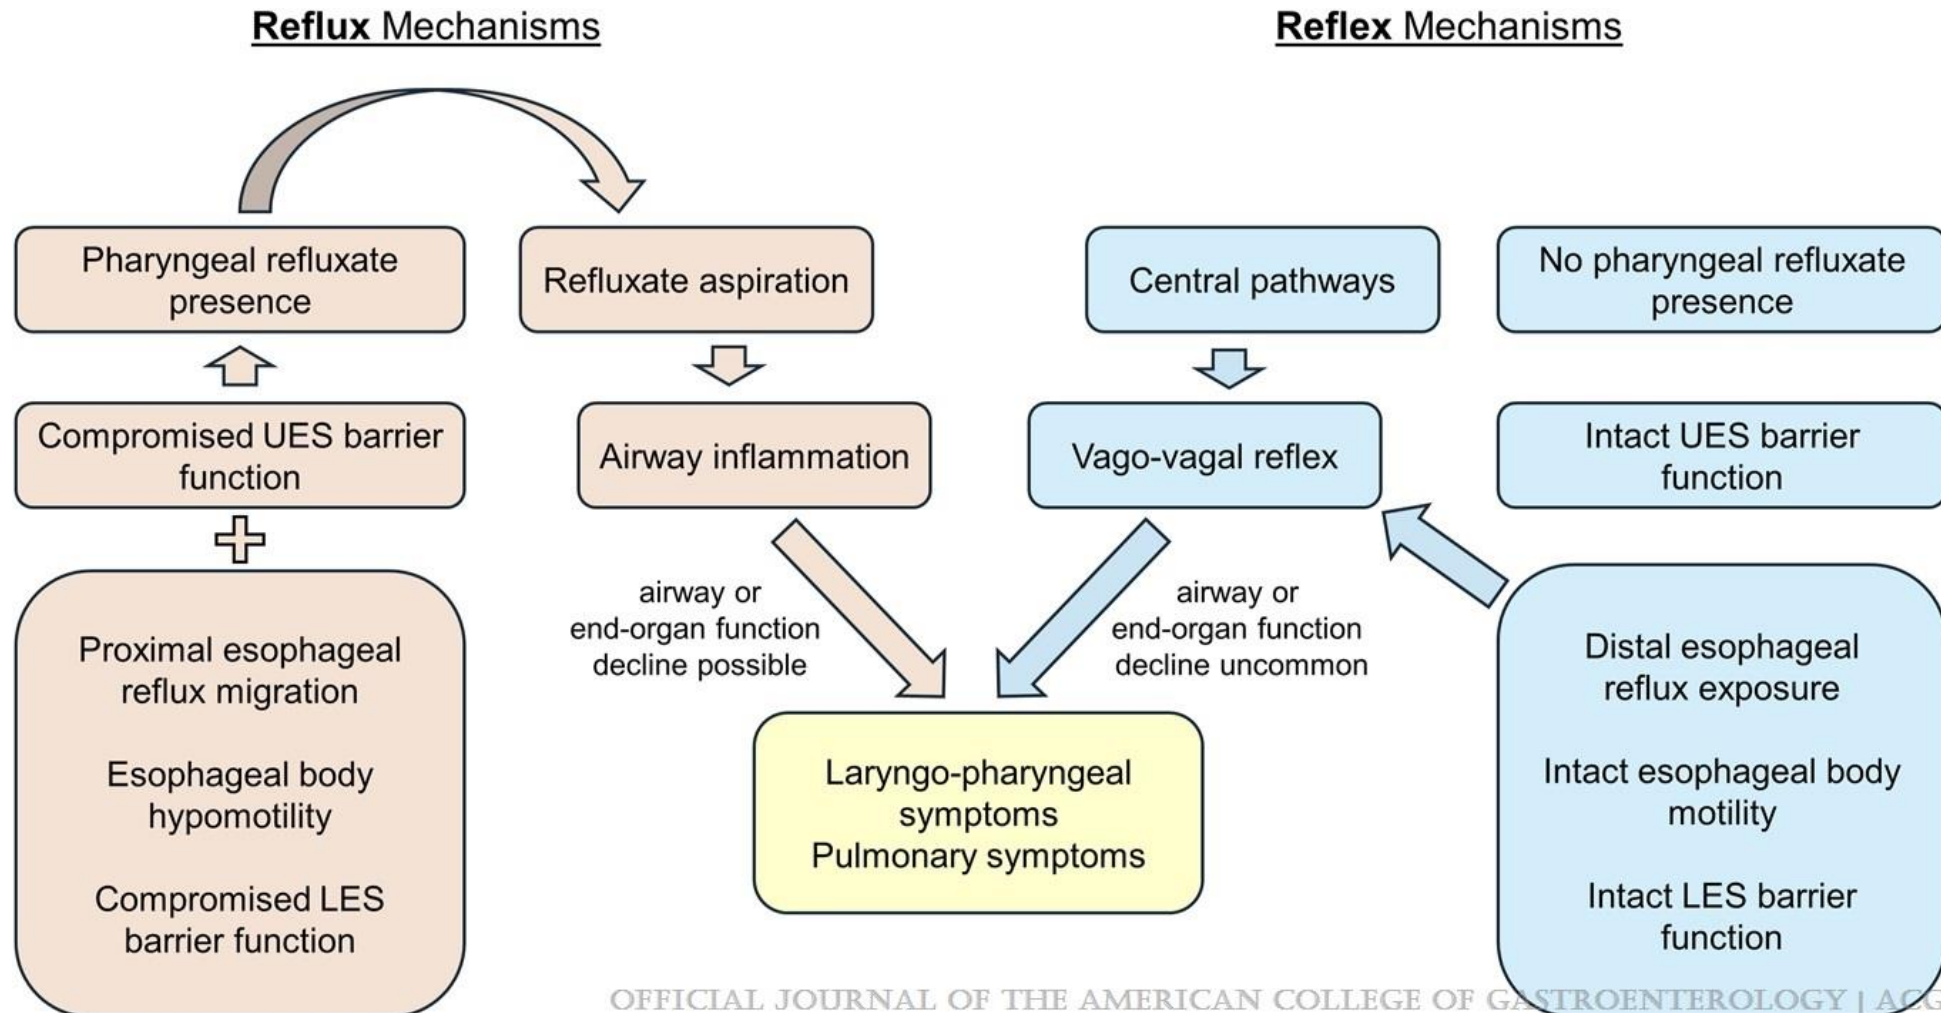 Reflux Mechanisms
Reflex Mechanisms
Pharyngeal refluxate
presence
Refluxate aspiration
Central pathways
No pharyngeal refluxate
presence
Compromised UES barrier
function
Airway inflammation
Vago-vagal reflex
Intact UES barrier
function
airway or
end-organ function
decline possible
airway or
end-organ function
decline uncommon
Proximal esophageal
reflux migration
Esophageal body
hypomotility
Compromised LES
barrier function
Laryngo-pharyngeal
symptoms
Pulmonary symptoms
Distal esophageal
reflux exposure
Intact esophageal body
motility
Intact LES barrier
function
OFFICIAL JOURNAL OF THE AMERICAN COLLEGE OF GASTROENTEROLOGY | ACG